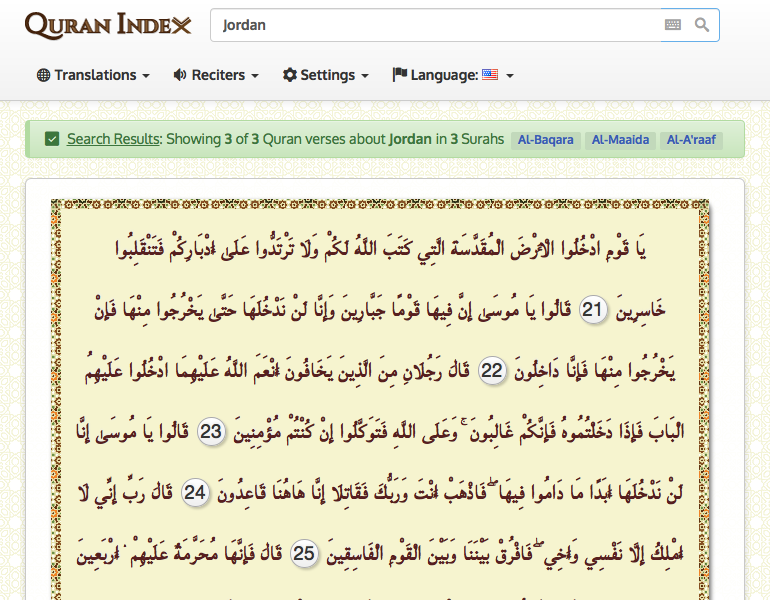 QURAN INDEX
Jordan
Translations Reciters Settings Language:
Search Results: Showing 3 of 3 Quran verses about Jordan in 3 Surahs Al-Baqara Al-Maaida Al-A'raaf
يَا قَوْمِ ادْخُلُوا الْأَرْضَ الْمُقَدَّسَةَ الَّتِي كَتَبَ اللَّهُ لَكُمْ وَلَا تَرْتَدُّوا عَلَىٰ أَدْبَارِكُمْ فَتَنْقَلِبُوا
خَاسِرِينَ 21 قَالُوا يَا مُوسَىٰ إِنَّ فِيهَا قَوْمًا جَبَّارِينَ وَإِنَّا لَنْ نَدْخُلَهَا حَتَّىٰ يَخْرُجُوا مِنْهَا فَإِنْ
يَخْرُجُوا مِنْهَا فَإِنَّا دَاخِلُونَ 22 قَالَ رَجُلَانِ مِنَ الَّذِينَ يَخَافُونَ أَنْعَمَ اللَّهُ عَلَيْهِمَا ادْخُلُوا عَلَيْهِمُ
الْبَابَ فَإِذَا دَخَلْتُمُوهُ فَإِنَّكُمْ غَالِبُونَ ۚ وَعَلَى اللَّهِ فَتَوَكَّلُوا إِنْ كُنْتُمْ مُؤْمِنِينَ 23 قَالُوا يَا مُوسَىٰ إِنَّا
لَنْ نَدْخُلَهَا أَبَدًا مَا دَامُوا فِيهَا ۖ فَاذْهَبْ أَنْتَ وَرَبُّكَ فَقَاتِلَا إِنَّا هَاهُنَا قَاعِدُونَ 24 قَالَ رَبِّ إِنِّي لَا
أَمْلِكُ إِلَّا نَفْسِي وَأَخِي ۖ فَافْرُقْ بَيْنَنَا وَبَيْنَ الْقَوْمِ الْفَاسِقِينَ 25 قَالَ فَإِنَّهَا مُحَرَّمَةٌ عَلَيْهِمْ ۛ أَرْبَعِينَ